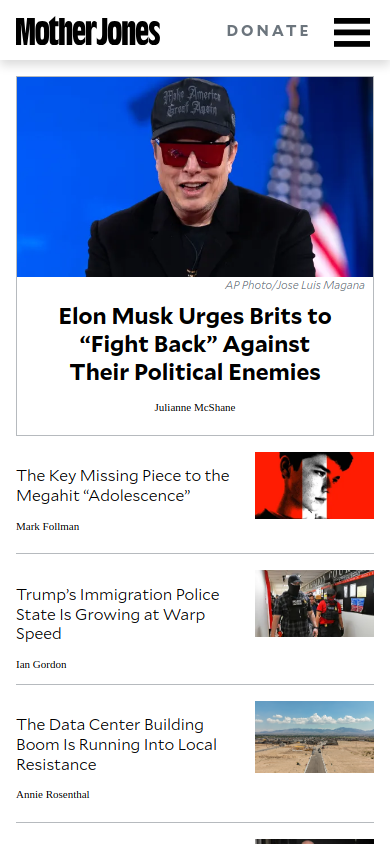 Mother Jones
DONATE
Make America
Great Again
AP Photo/Jose Luis Magana
Elon Musk Urges Brits to
“Fight Back” Against
Their Political Enemies
Julianne McShane
The Key Missing Piece to the
Megahit “Adolescence”
Mark Follman
Trump’s Immigration Police
State Is Growing at Warp
Speed
Ian Gordon
The Data Center Building
Boom Is Running Into Local
Resistance
Annie Rosenthal